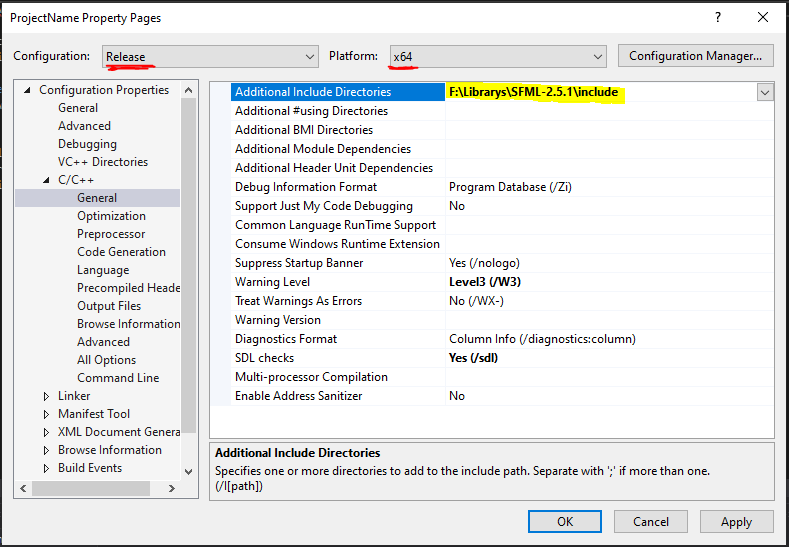 ProjectName Property Pages
Configuration: Release Platform: x64 Configuration Manager...
Configuration Properties
General
Advanced
Debugging
VC++ Directories
C/C++
General
Optimization
Preprocessor
Code Generation
Language
Precompiled Heade
Output Files
Browse Information
Advanced
All Options
Command Line
Linker
Manifest Tool
XML Document Genera
Browse Information
Build Events
Additional Include Directories F:\Librarys\SFML-2.5.1\include
Additional #using Directories
Additional BMI Directories
Additional Module Dependencies
Additional Header Unit Dependencies
Debug Information Format Program Database (/Zi)
Support Just My Code Debugging No
Common Language RunTime Support
Consume Windows Runtime Extension
Suppress Startup Banner Yes (/nologo)
Warning Level Level3 (/W3)
Treat Warnings As Errors No (/WX-)
Warning Version
Diagnostics Format Column Info (/diagnostics:column)
SDL checks Yes (/sdl)
Multi-processor Compilation
Enable Address Sanitizer No
Additional Include Directories
Specifies one or more directories to add to the include path. Separate with ';' if more than one.
(/I[path])
OK Cancel Apply